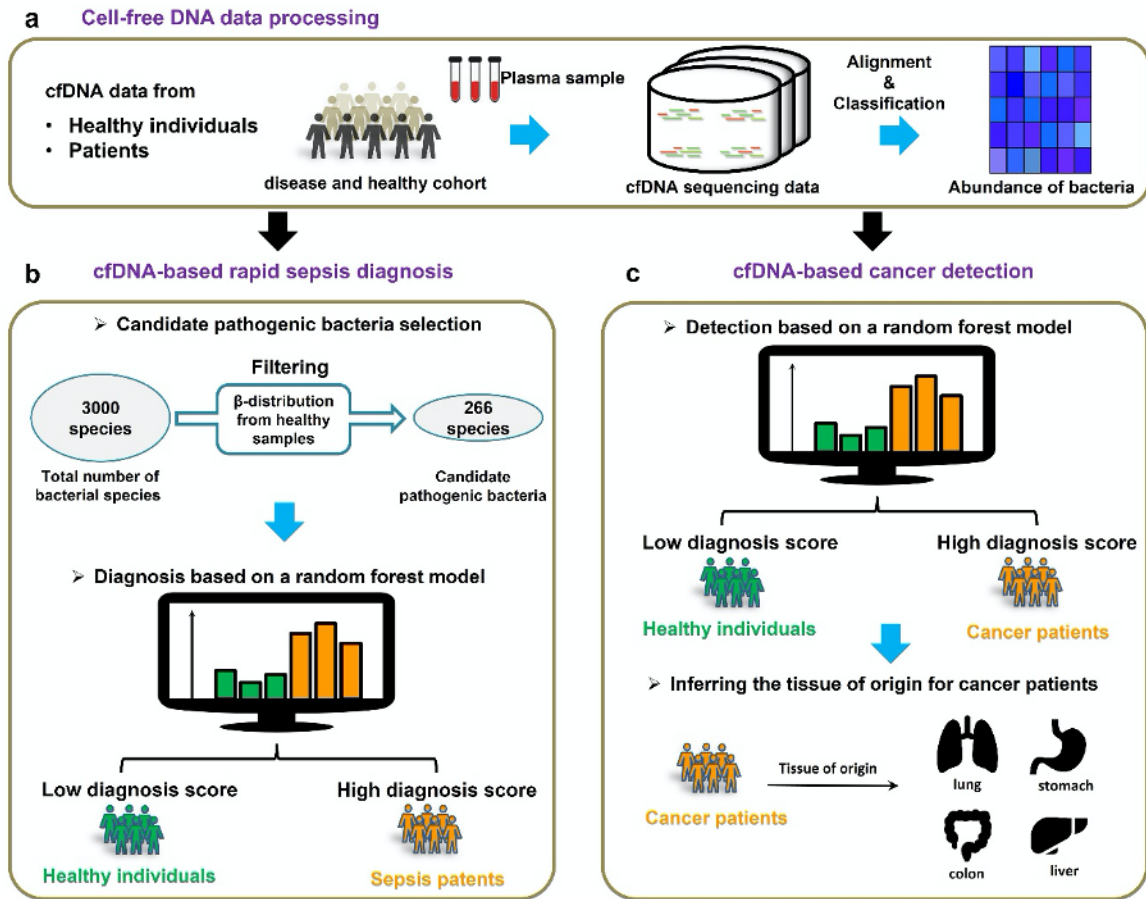 a Cell-free DNA data processing
cfDNA data from
• Healthy individuals
• Patients
disease and healthy cohort
Plasma sample
cfDNA sequencing data
Alignment
&
Classification
Abundance of bacteria
b cfDNA-based rapid sepsis diagnosis
➢ Candidate pathogenic bacteria selection
3000
species
Total number of
bacterial species
Filtering
β-distribution
from healthy
samples
266
species
Candidate
pathogenic bacteria
➢ Diagnosis based on a random forest model
Low diagnosis score
Healthy individuals
High diagnosis score
Sepsis patents
c cfDNA-based cancer detection
➢ Detection based on a random forest model
Low diagnosis score
Healthy individuals
High diagnosis score
Cancer patients
➢ Inferring the tissue of origin for cancer patients
Cancer patients
Tissue of origin
lung
stomach
colon
liver